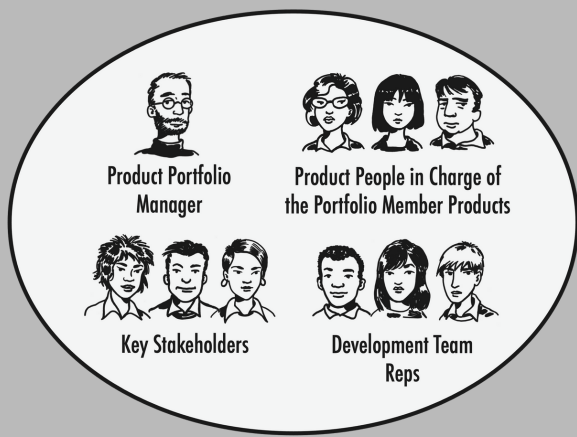 Product Portfolio
Manager
Product People in Charge of
the Portfolio Member Products
Key Stakeholders
Development Team
Reps